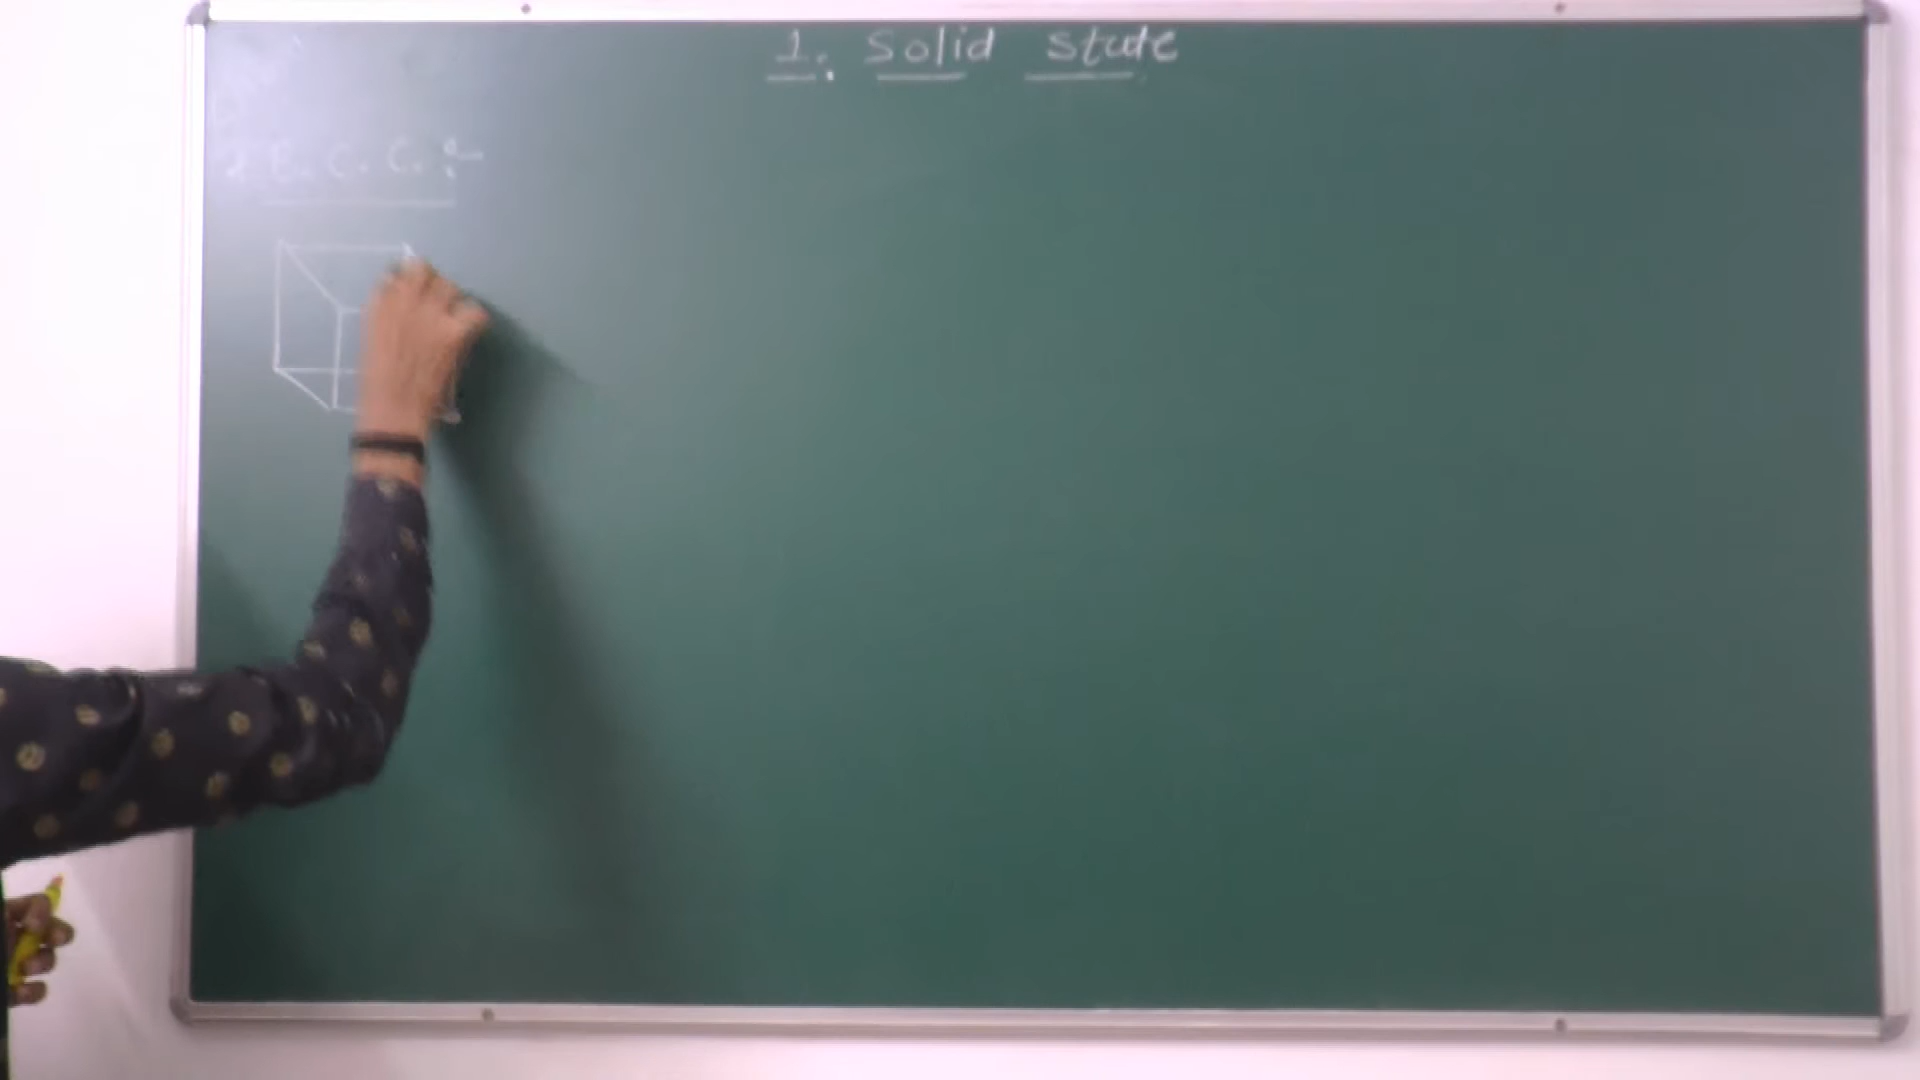 1. Solid state
C. C. :-